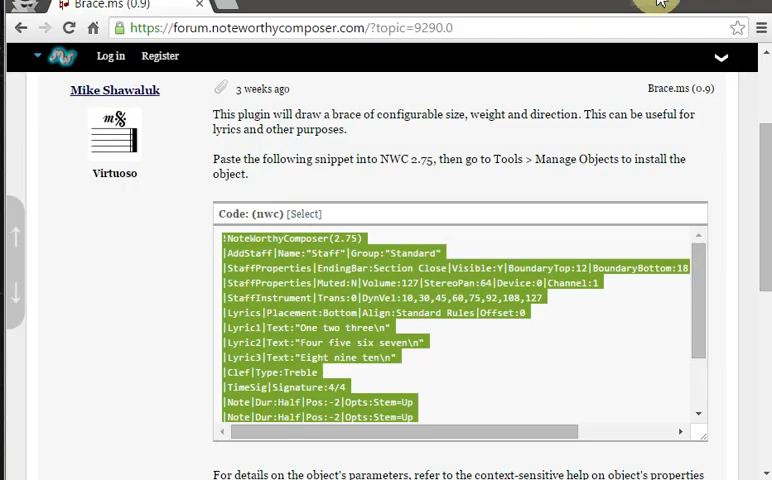 Brace.ms (0.9)
https://forum.noteworthycomposer.com/?topic=9290.0
Log in Register
Mike Shawaluk
3 weeks ago
Brace.ms (0.9)
Virtuoso
This plugin will draw a brace of configurable size, weight and direction. This can be useful for
lyrics and other purposes.
Paste the following snippet into NWC 2.75, then go to Tools > Manage Objects to install the
object.
Code: (nwc) [Select]
!NoteWorthyComposer(2.75)
|AddStaff|Name:"Staff"|Group:"Standard"
|StaffProperties|EndingBar:Section Close|Visible:Y|BoundaryTop:12|BoundaryBottom:18
|StaffProperties|Muted:N|Volume:127|StereoPan:64|Device:0|Channel:1
|StaffInstrument|Trans:0|DynVel:10,30,45,60,75,92,108,127
|Lyrics|Placement:Bottom|Align:Standard Rules|Offset:0
|Lyric1|Text:"One two three\n"
|Lyric2|Text:"Four five six seven\n"
|Lyric3|Text:"Eight nine ten\n"
|Clef|Type:Treble
|TimeSig|Signature:4/4
|Note|Dur:Half|Pos:-2|Opts:Stem=Up
|Note|Dur:Half|Pos:-2|Opts:Stem=Up
For details on the object's parameters, refer to the context-sensitive help on object's properties